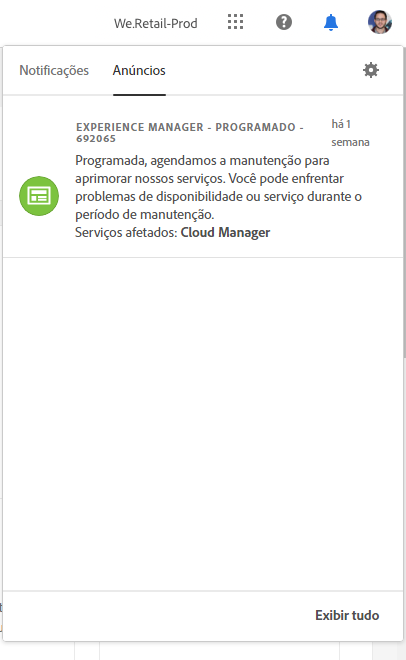 We.Retail-Prod
Notificações Anúncios
EXPERIENCE MANAGER - PROGRAMADO -
692065
há 1
semana
Programada, agendamos a manutenção para
aprimorar nossos serviços. Você pode enfrentar
problemas de disponibilidade ou serviço durante o
período de manutenção.
Serviços afetados: Cloud Manager
Exibir tudo